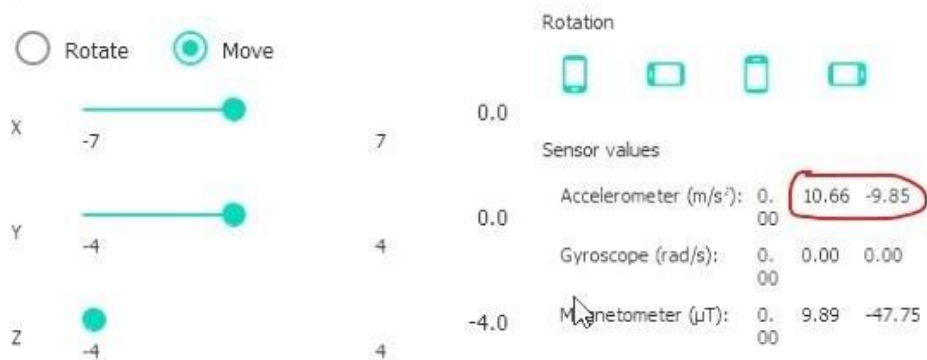 Rotate Move
X -7 7 0.0
Y -4 4 0.0
Z -4 4 -4.0
Rotation
Sensor values
Accelerometer (m/s²): 0.00 10.66 -9.85
Gyroscope (rad/s): 0.00 0.00 0.00
Magnetometer (μT): 0.00 9.89 -47.75